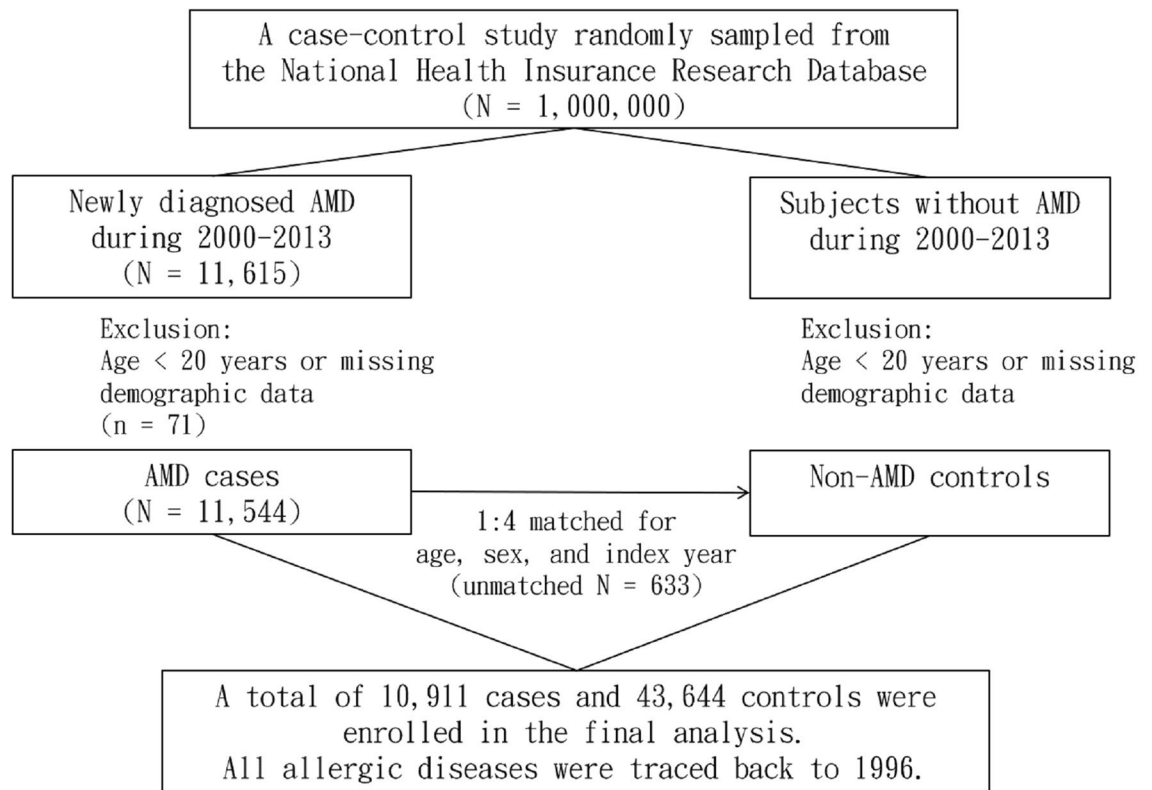 A case-control study randomly sampled from
the National Health Insurance Research Database
(N = 1,000,000)
Newly diagnosed AMD
during 2000-2013
(N = 11,615)
Subjects without AMD
during 2000-2013
Exclusion:
Age < 20 years or missing
demographic data
(n = 71)
Exclusion:
Age < 20 years or missing
demographic data
AMD cases
(N = 11,544)
1:4 matched for
age, sex, and index year
(unmatched N = 633)
Non-AMD controls
A total of 10,911 cases and 43,644 controls were
enrolled in the final analysis.
All allergic diseases were traced back to 1996.